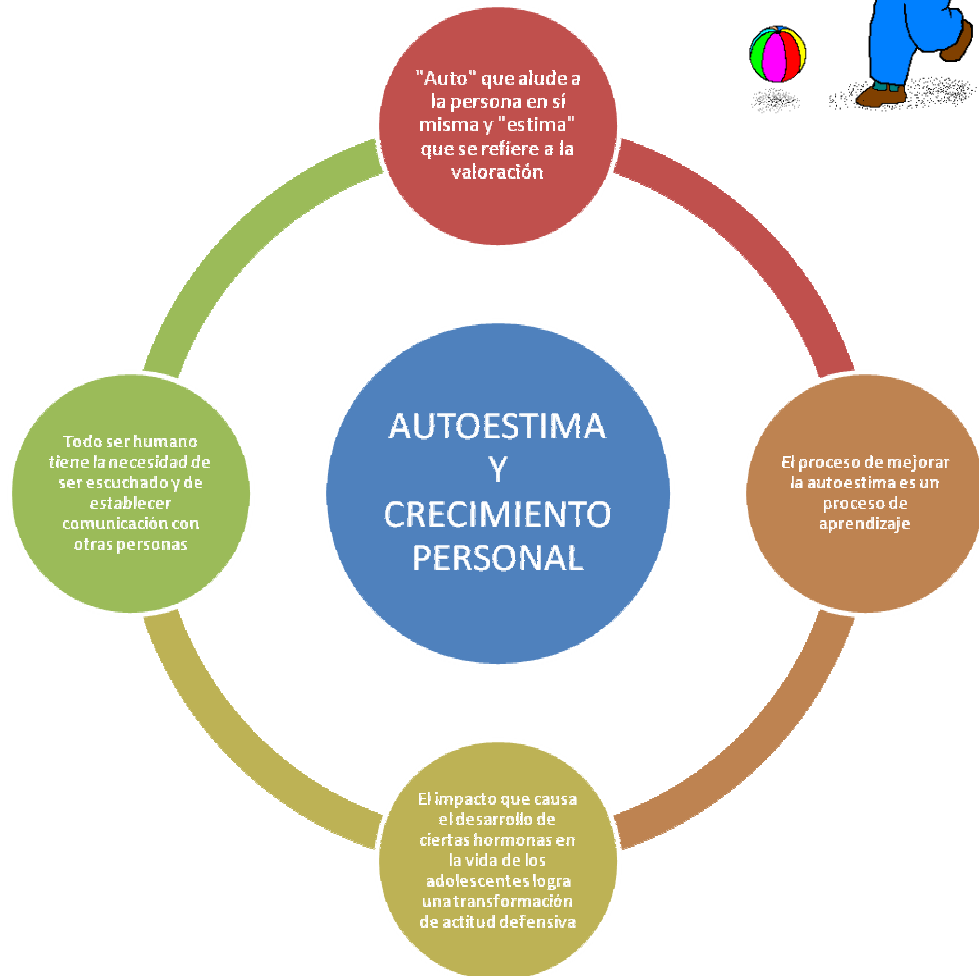 "Auto" que alude a
la persona en sí
misma y "estima"
que se refiere a la
valoración
AUTOESTIMA
Y
CRECIMIENTO
PERSONAL
Todo ser humano
tiene la necesidad de
ser escuchado y de
establecer
comunicación con
otras personas
El proceso de mejorar
la autoestima es un
proceso de
aprendizaje
El impacto que causa
el desarrollo de
ciertas hormonas en
la vida de los
adolescentes logra
una transformación
de actitud defensiva